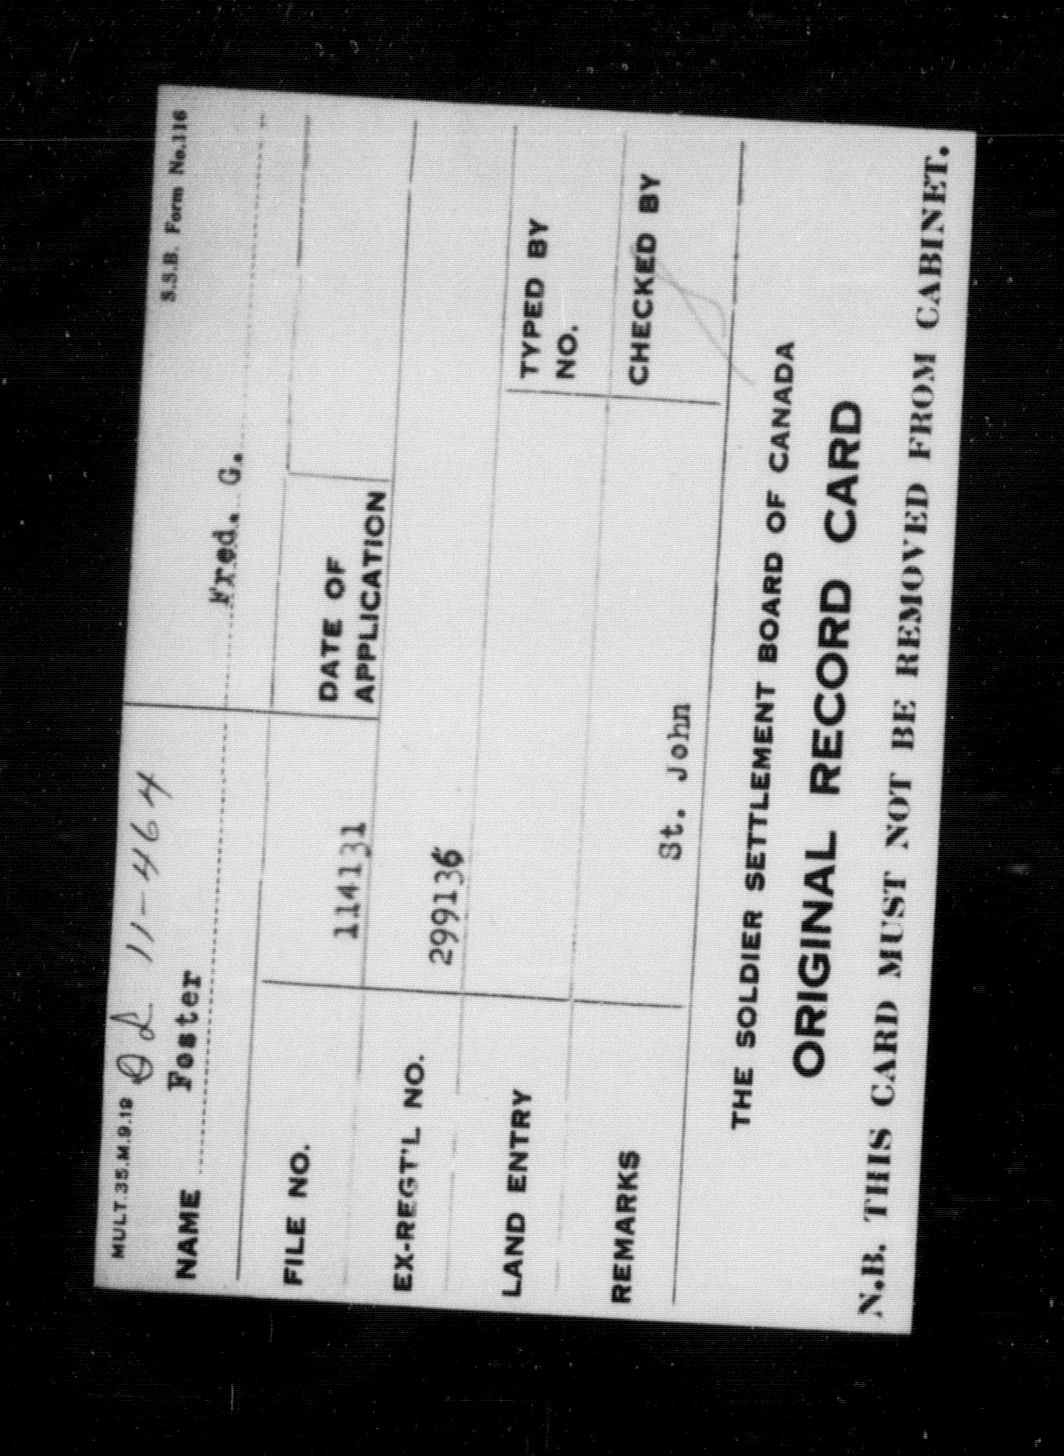 MULT.35.M.9.19 S.S.B. Form No.116
11-464
NAME Foster Fred. G.
FILE NO. 114131 DATE OF APPLICATION
EX-REGT'L NO. 299136
LAND ENTRY TYPED BY NO.
REMARKS St. John CHECKED BY
THE SOLDIER SETTLEMENT BOARD OF CANADA
ORIGINAL RECORD CARD
N.B. THIS CARD MUST NOT BE REMOVED FROM CABINET.